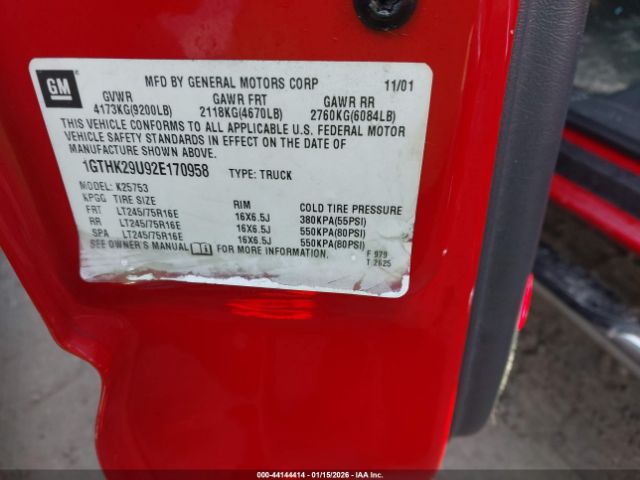 GM
MFD BY GENERAL MOTORS CORP 11/01
GVWR GAWR FRT GAWR RR
4173KG(9200LB) 2118KG(4670LB) 2760KG(6084LB)
THIS VEHICLE CONFORMS TO ALL APPLICABLE U.S. FEDERAL MOTOR
VEHICLE SAFETY STANDARDS IN EFFECT ON THE DATE OF
MANUFACTURE SHOWN ABOVE.
1GTHK29U92E170958 TYPE: TRUCK
MODEL: K25753
KPGG TIRE SIZE RIM COLD TIRE PRESSURE
FRT LT245/75R16E 16X6.5J 380KPA(55PSI)
RR LT245/75R16E 16X6.5J 550KPA(80PSI)
SPA LT245/75R16E 16X6.5J 550KPA(80PSI)
SEE OWNER'S MANUAL FOR MORE INFORMATION.
F 979
T 2625
000-44144414 - 01/15/2026 - IAA Inc.